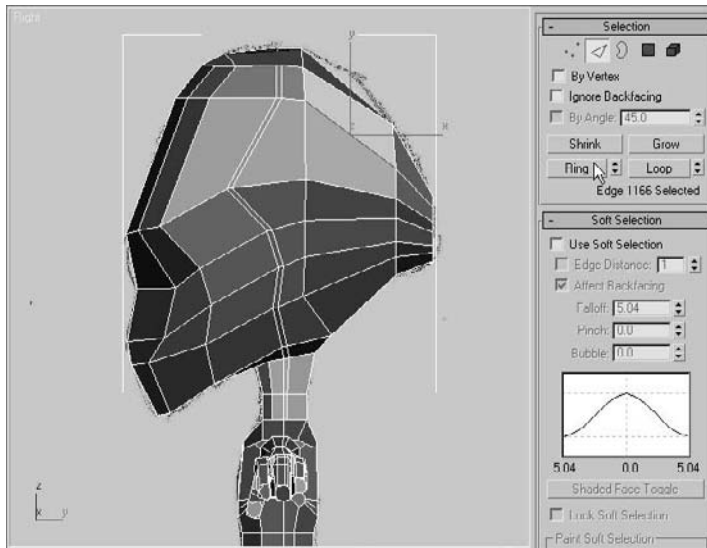 Right
y
x
z
z
x y
- Selection
By Vertex
Ignore Backfacing
By Angle: 45.0
Shrink Grow
Ring Loop
Edge 1166 Selected
- Soft Selection
Use Soft Selection
Edge Distance: 1
Affect Backfacing
Falloff: 5.04
Pinch: 0.0
Bubble: 0.0
5.04 0.0 5.04
Shaded Face Toggle
Lock Soft Selection
Paint Soft Selection